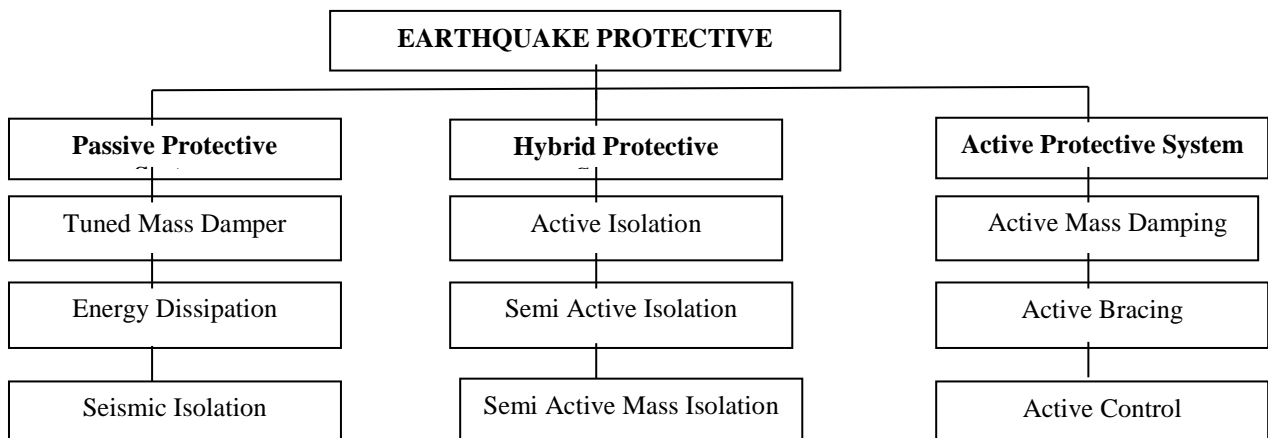 EARTHQUAKE PROTECTIVE
Passive Protective
Hybrid Protective
Active Protective System
Tuned Mass Damper
Active Isolation
Active Mass Damping
Energy Dissipation
Semi Active Isolation
Active Bracing
Seismic Isolation
Semi Active Mass Isolation
Active Control